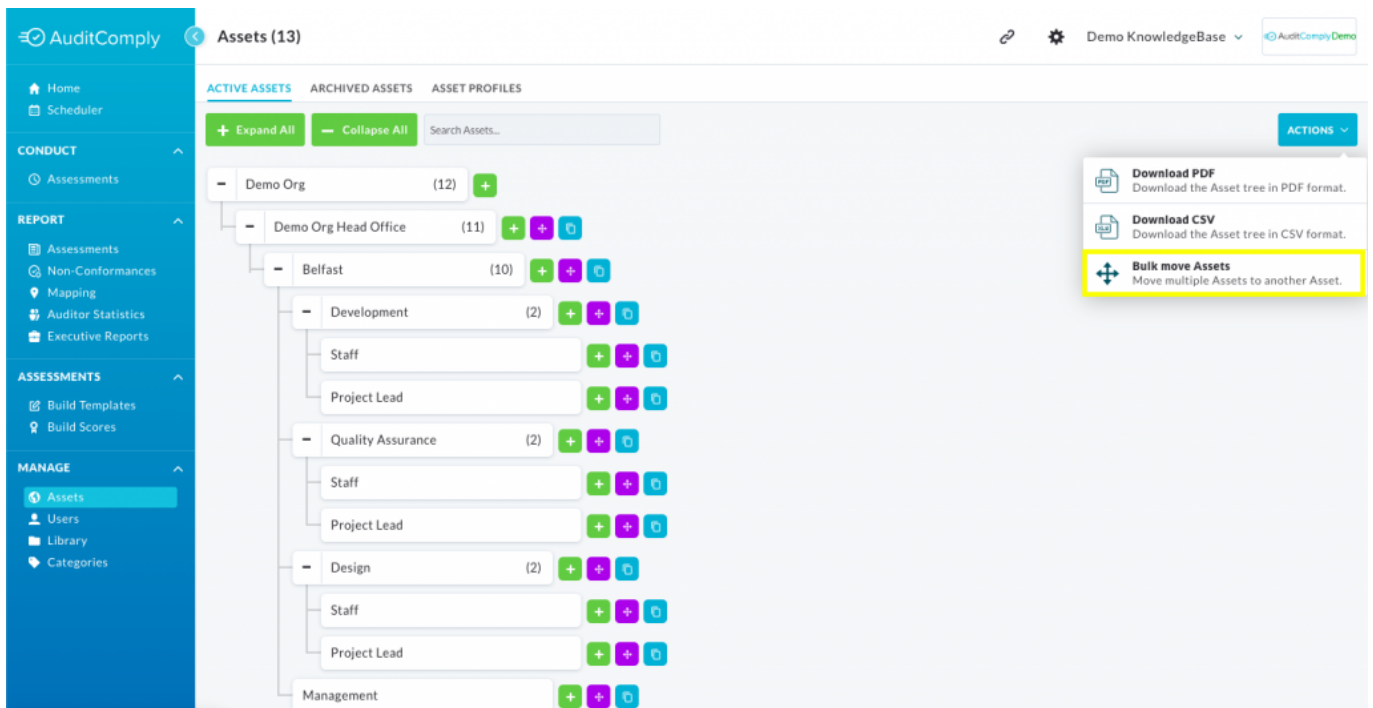 AuditComply
Assets (13)
Demo KnowledgeBase
AuditComply Demo
Home
Scheduler
CONDUCT
Assessments
REPORT
Assessments
Non-Conformances
Mapping
Auditor Statistics
Executive Reports
ASSESSMENTS
Build Templates
Build Scores
MANAGE
Assets
Users
Library
Categories
ACTIVE ASSETS ARCHIVED ASSETS ASSET PROFILES
+ Expand All − Collapse All Search Assets...
ACTIONS
Download PDF
Download the Asset tree in PDF format.
Download CSV
Download the Asset tree in CSV format.
Bulk move Assets
Move multiple Assets to another Asset.
Demo Org (12)
Demo Org Head Office (11)
Belfast (10)
Development (2)
Staff
Project Lead
Quality Assurance (2)
Staff
Project Lead
Design (2)
Staff
Project Lead
Management